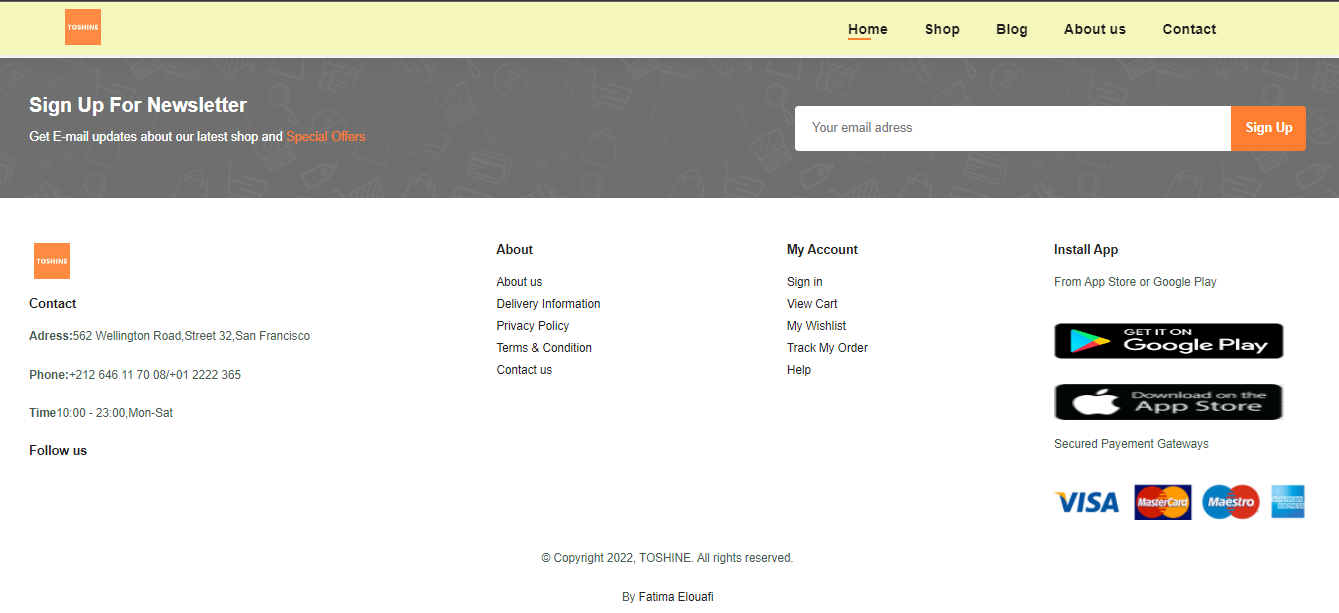 TOSHINE
Home Shop Blog About us Contact
Sign Up For Newsletter
Get E-mail updates about our latest shop and Special Offers
Your email adress
Sign Up
TOSHINE
Contact
Adress:562 Wellington Road,Street 32,San Francisco
Phone:+212 646 11 70 08/+01 2222 365
Time10:00 - 23:00,Mon-Sat
Follow us
About
About us
Delivery Information
Privacy Policy
Terms & Condition
Contact us
My Account
Sign in
View Cart
My Wishlist
Track My Order
Help
Install App
From App Store or Google Play
GET IT ON
Google Play
Download on the
App Store
Secured Payement Gateways
VISA MasterCard Maestro
AMERICAN
EXPRESS
© Copyright 2022, TOSHINE. All rights reserved.
By Fatima Elouafi